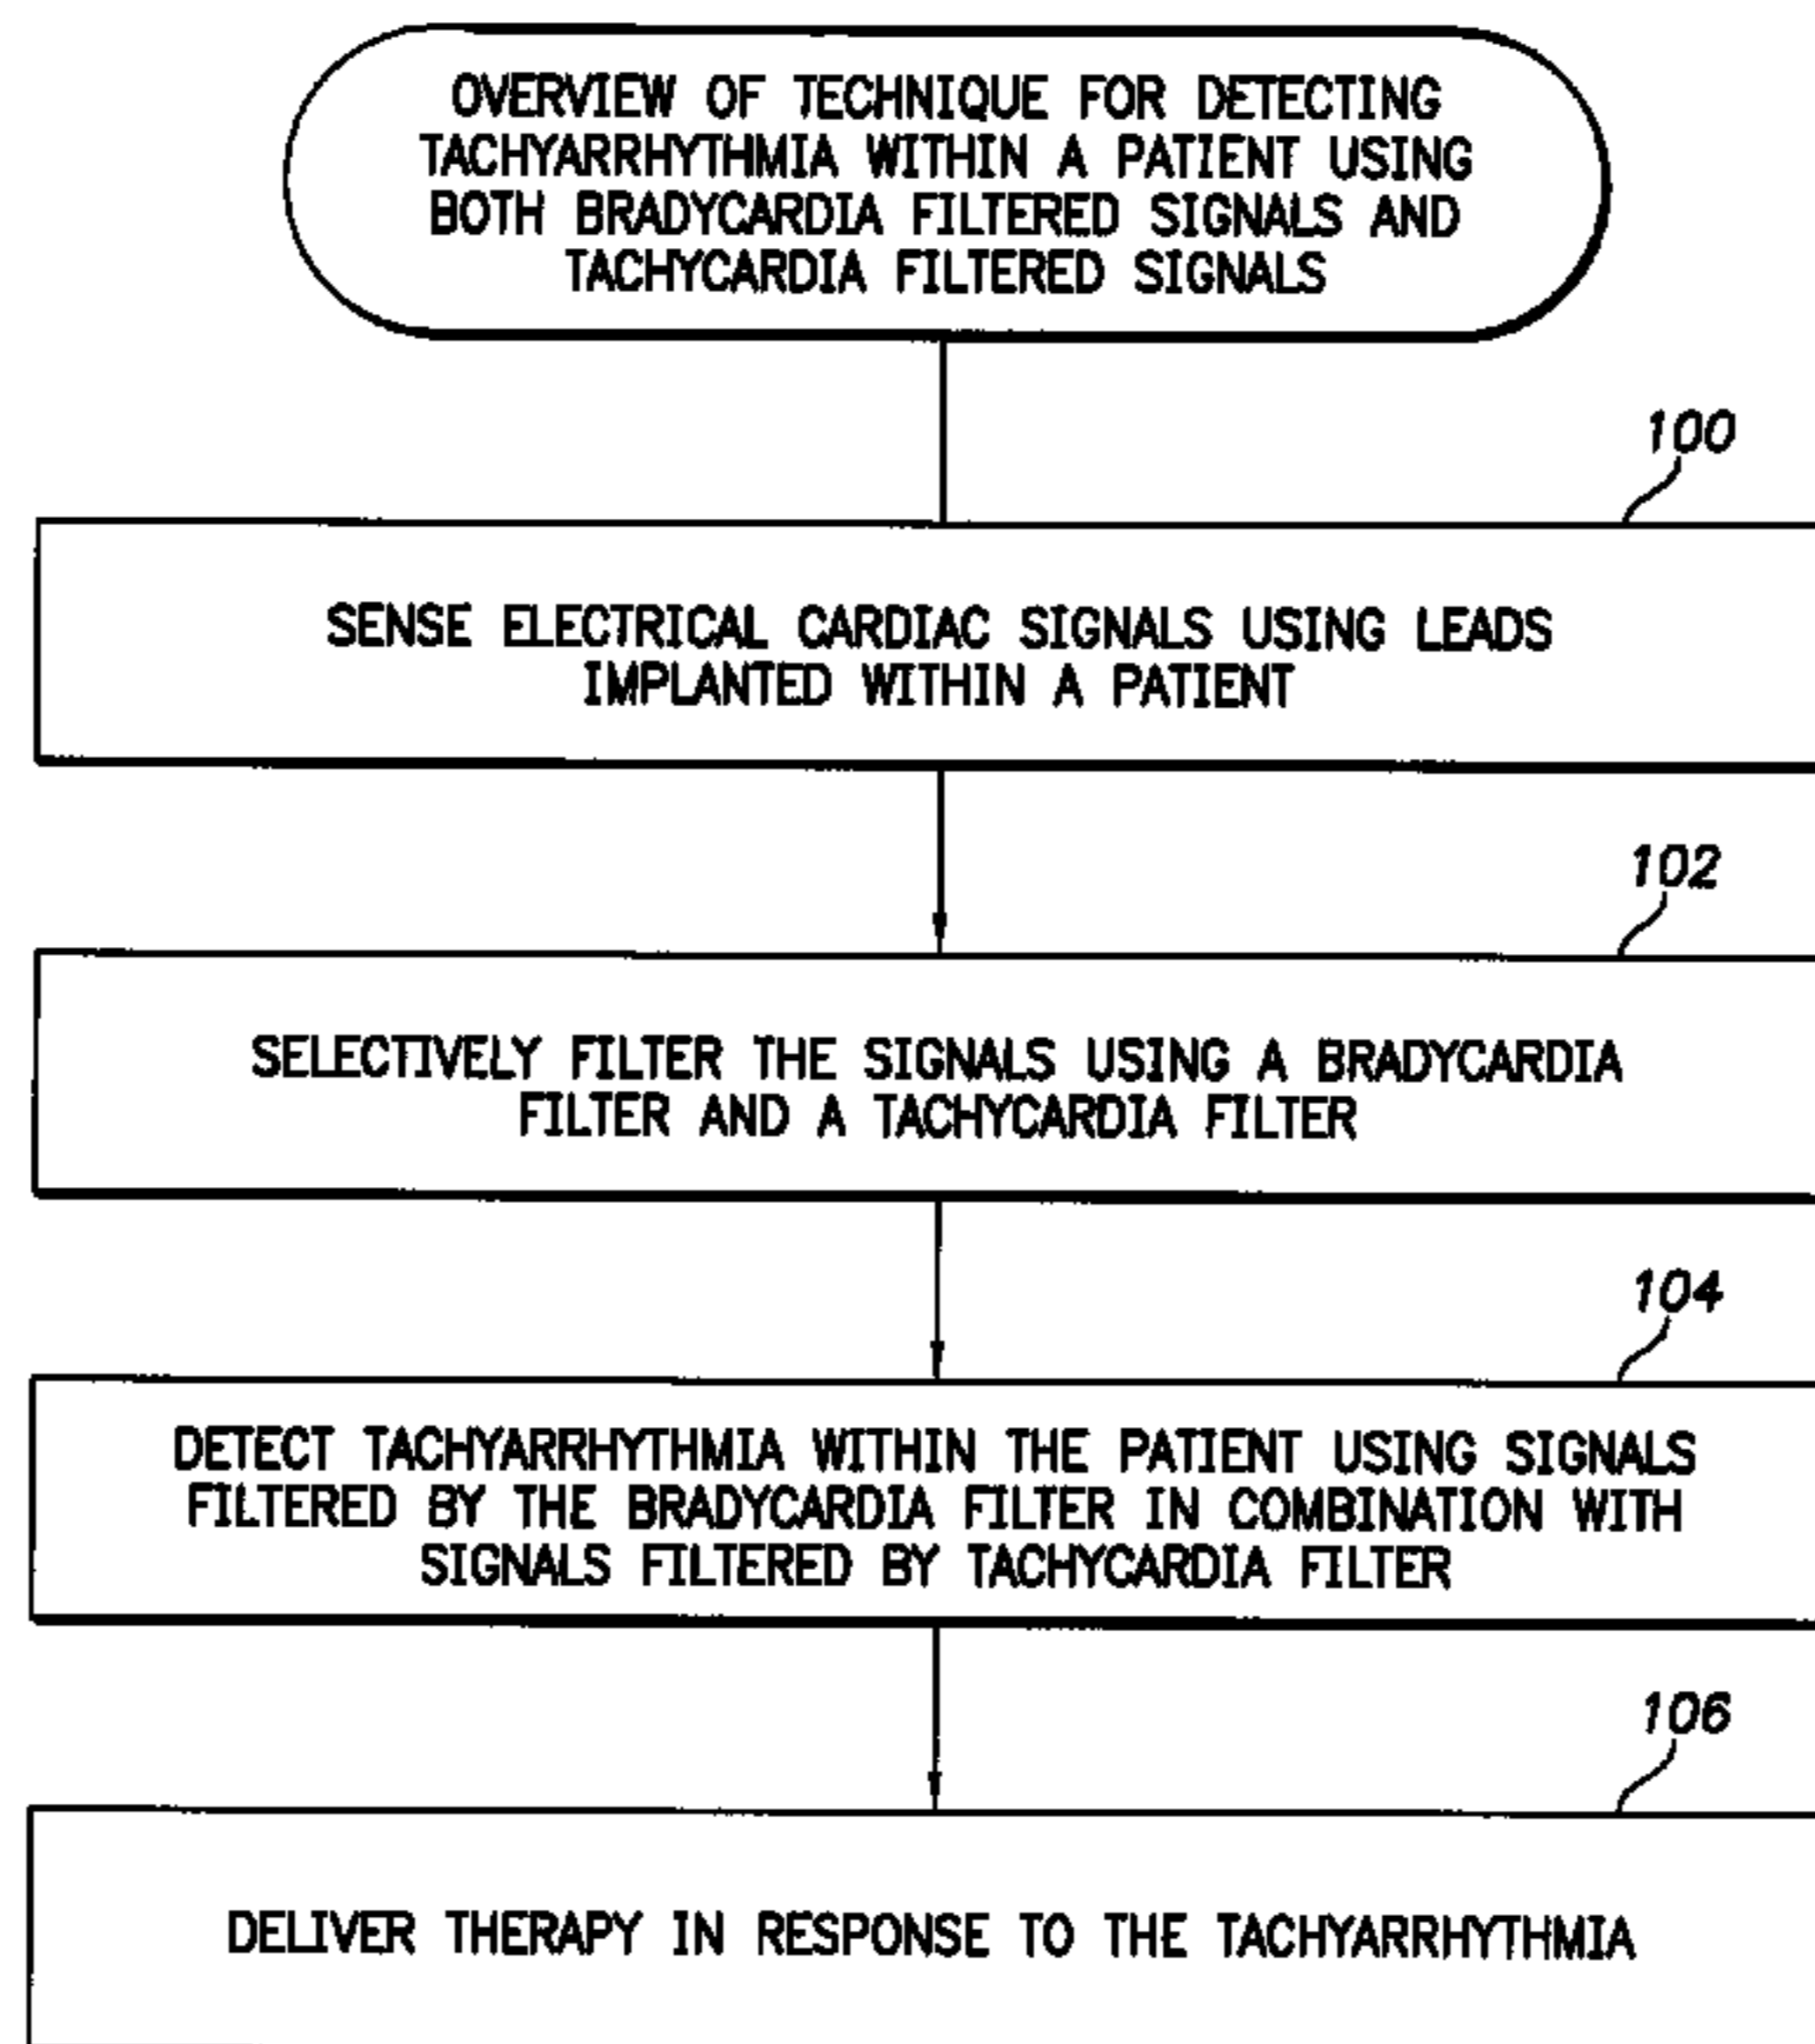 OVERVIEW OF TECHNIQUE FOR DETECTING
TACHYARRHYTHMIA WITHIN A PATIENT USING
BOTH BRADYCARDIA FILTERED SIGNALS AND
TACHYCARDIA FILTERED SIGNALS
100
SENSE ELECTRICAL CARDIAC SIGNALS USING LEADS
IMPLANTED WITHIN A PATIENT
102
SELECTIVELY FILTER THE SIGNALS USING A BRADYCARDIA
FILTER AND A TACHYCARDIA FILTER
104
DETECT TACHYARRHYTHMIA WITHIN THE PATIENT USING SIGNALS
FILTERED BY THE BRADYCARDIA FILTER IN COMBINATION WITH
SIGNALS FILTERED BY TACHYCARDIA FILTER
106
DELIVER THERAPY IN RESPONSE TO THE TACHYARRHYTHMIA